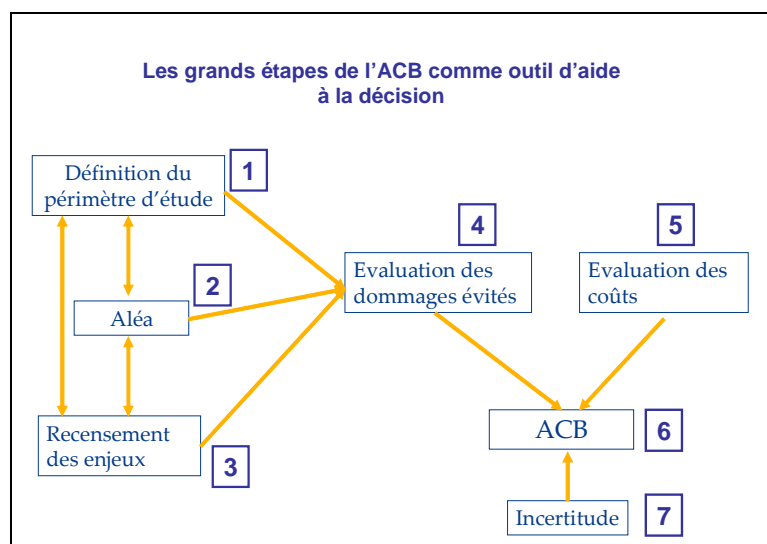 Les grands étapes de l'ACB comme outil d'aide
à la décision
Définition du
périmètre d'étude
1
2
Aléa
Recensement
des enjeux
3
4
Evaluation des
dommages évités
5
Evaluation des
coûts
ACB
6
Incertitude
7